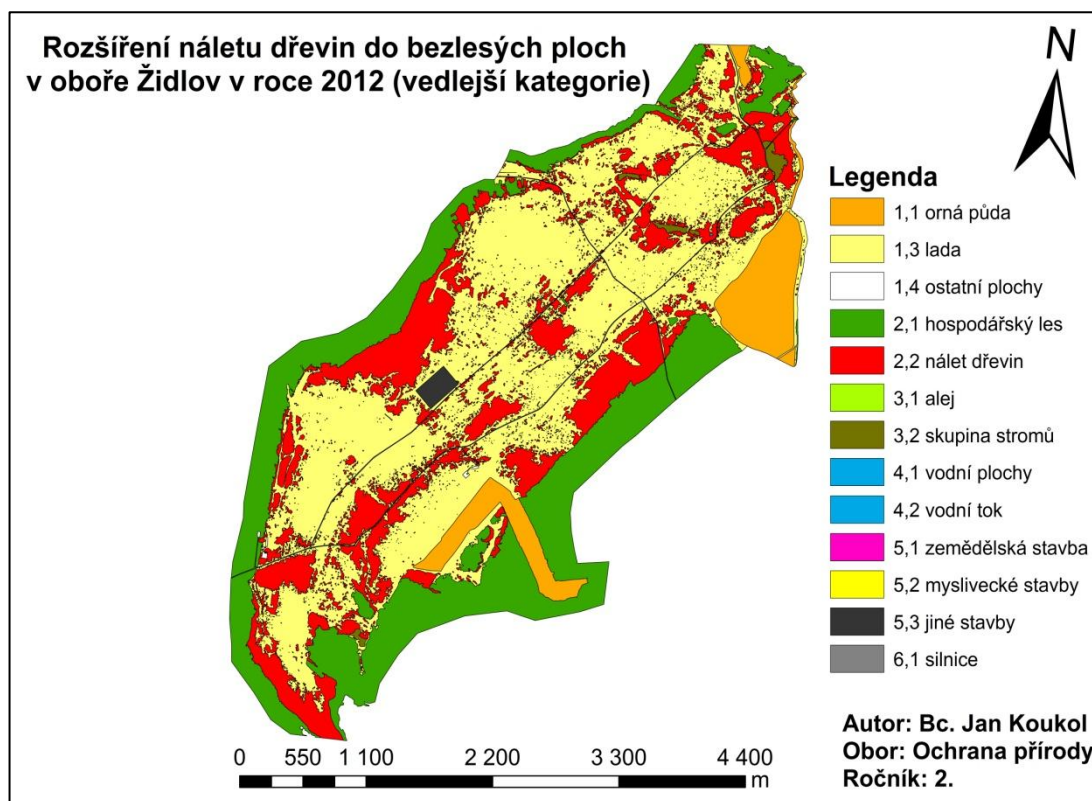 Rozšíření náletu dřevin do bezlesých ploch
v oboře Židlov v roce 2012 (vedlejší kategorie)
N
Legenda
1,1 orná půda
1,3 lada
1,4 ostatní plochy
2,1 hospodářský les
2,2 nálet dřevin
3,1 alej
3,2 skupina stromů
4,1 vodní plochy
4,2 vodní tok
5,1 zemědělská stavba
5,2 myslivecké stavby
5,3 jiné stavby
6,1 silnice
0 550 1 100 2 200 3 300 4 400
m
Autor: Bc. Jan Koukol
Obor: Ochrana přírody
Ročník: 2.